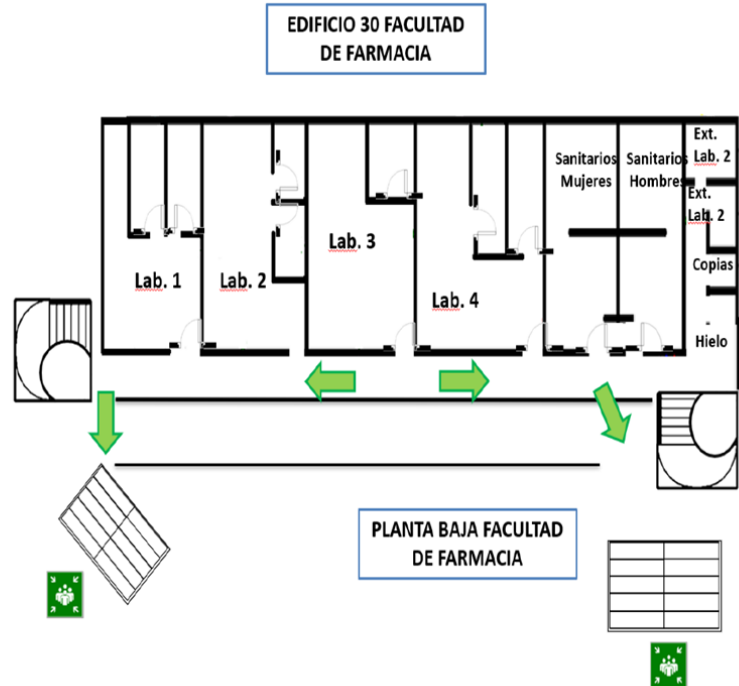 EDIFICIO 30 FACULTAD
DE FARMACIA
Ext.
Lab. 2
Sanitarios
Mujeres
Sanitarios
Hombres
Ext.
Lab. 2
Lab. 3
Copias
Lab. 1
Lab. 2
Lab. 4
Hielo
PLANTA BAJA FACULTAD
DE FARMACIA